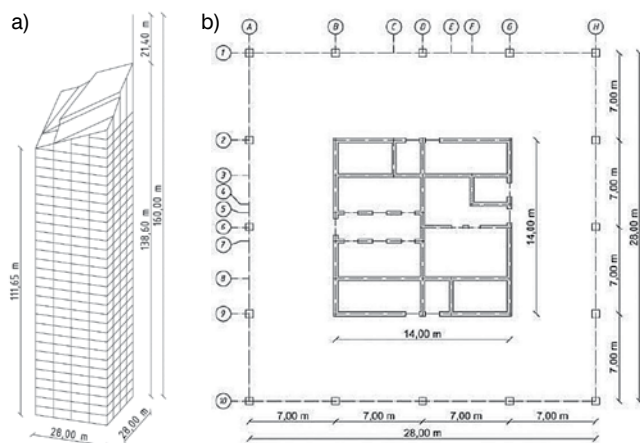 a)
21,40 m
160,00 m
138,60 m
111,65 m
28,00 m
28,00 m
b)
A B C D E F G H
1
2
3
4
5
6
7
8
9
10
14,00 m
14,00 m
7,00 m
7,00 m
7,00 m
7,00 m
28,00 m
7,00 m 7,00 m 7,00 m 7,00 m
28,00 m